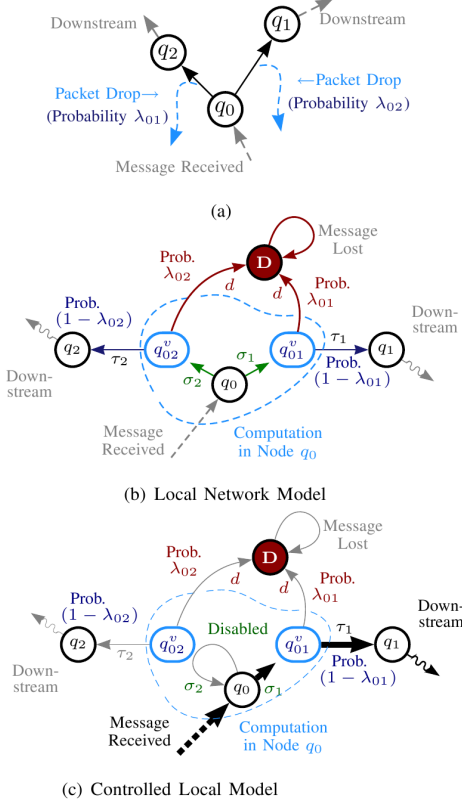 Downstream
q₁
Downstream
q₂
Packet Drop→
(Probability λ₀₁)
←Packet Drop
(Probability λ₀₂)
q₀
Message Received
(a)
Message
Lost
D
Prob.
λ₀₂
d
d
Prob.
λ₀₁
Prob.
(1 − λ₀₂)
Down-
stream
q₂
τ₂
qᵛ₀₂
σ₂
σ₁
q₀
qᵛ₀₁
τ₁
q₁
Prob.
(1 − λ₀₁)
Down-
stream
Message
Received
Computation
in Node q₀
(b) Local Network Model
Message
Lost
D
Prob.
λ₀₂
d
d
Prob.
λ₀₁
Prob.
(1 − λ₀₂)
Down-
stream
Disabled
q₂
τ₂
qᵛ₀₂
qᵛ₀₁
τ₁
q₁
Prob.
(1 − λ₀₁)
Down-
stream
σ₂
q₀
σ₁
Message
Received
Computation
in Node q₀
(c) Controlled Local Model